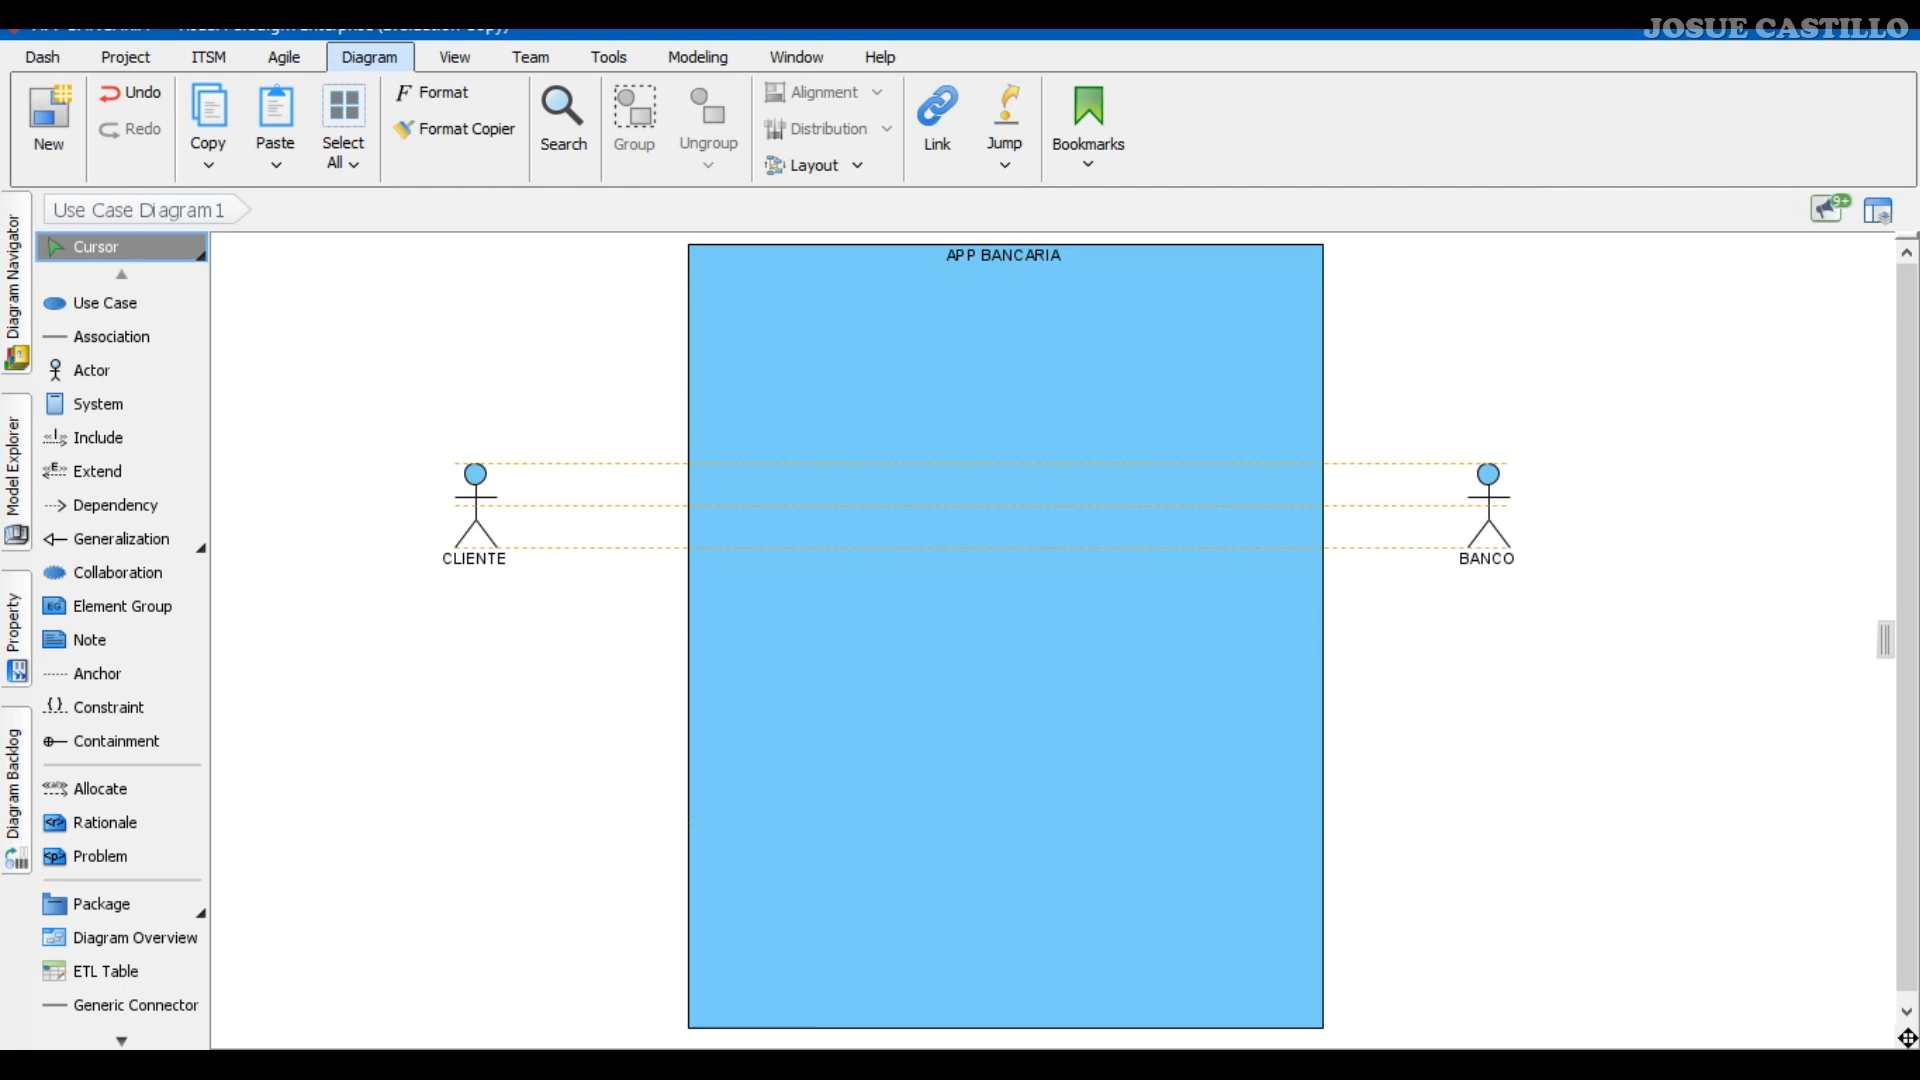 JOSUE CASTILLO
Dash Project ITSM Agile Diagram View Team Tools Modeling Window Help
New
Undo
Redo
Copy
Paste
Select
All
Format
Format Copier
Search
Group
Ungroup
Alignment
Distribution
Layout
Link
Jump
Bookmarks
Use Case Diagram1
9+
Diagram Navigator
Model Explorer
Property
Diagram Backlog
Cursor
Use Case
Association
Actor
System
Include
Extend
Dependency
Generalization
Collaboration
Element Group
Note
Anchor
Constraint
Containment
Allocate
Rationale
Problem
Package
Diagram Overview
ETL Table
Generic Connector
APP BANCARIA
CLIENTE
BANCO